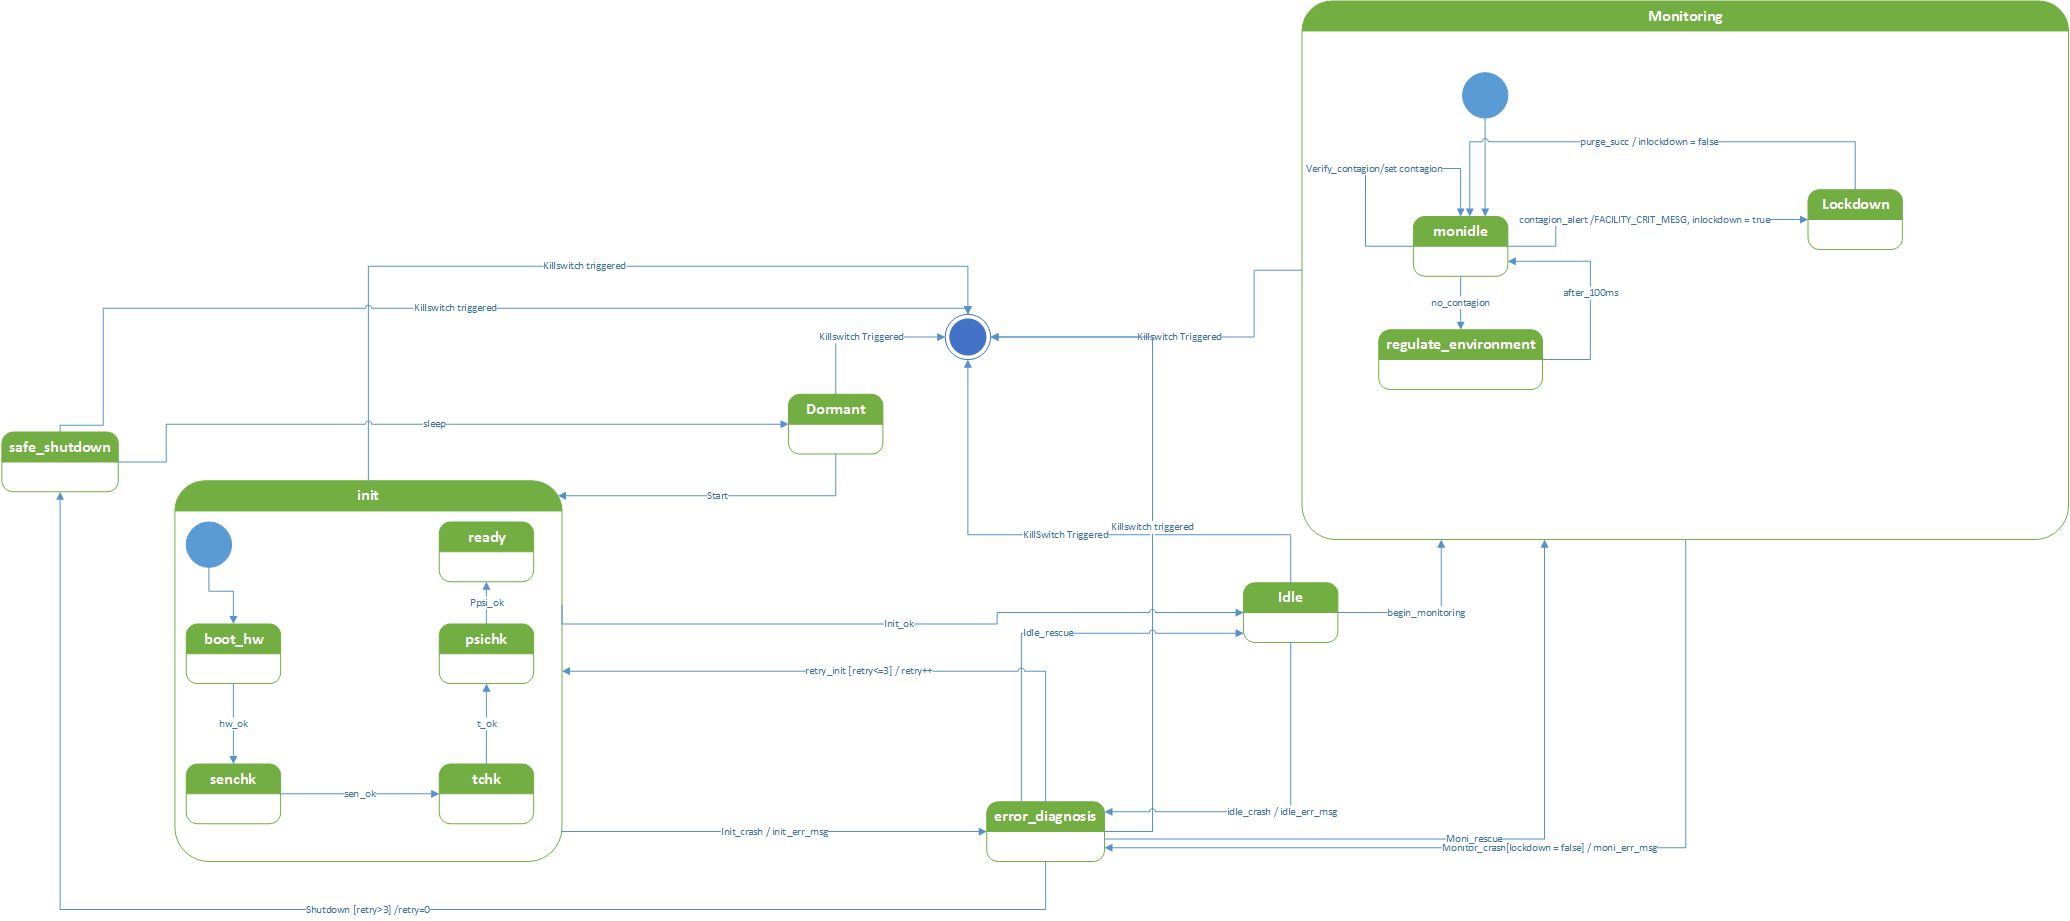 Monitoring
purge_succ / inlockdown = false
Verify_contagion/set contagion
Lockdown
contagion_alert /FACILITY_CRIT_MESG, inlockdown = true
monidle
Killswitch triggered
after_100ms
no_contagion
Killswitch triggered
Killswitch Triggered
Killswitch Triggered
regulate_environment
Dormant
sleep
safe_shutdown
init
Start
Killswitch triggered
KillSwitch Triggered
ready
Idle
Ppsi_ok
begin_monitoring
Init_ok
Idle_rescue
boot_hw
psichk
retry_init [retry<=3] / retry++
hw_ok
t_ok
senchk
tchk
sen_ok
idle_crash / idle_err_msg
error_diagnosis
Init_crash / init_err_msg
Moni_rescue
Monitor_crash[lockdown = false] / moni_err_msg
Shutdown [retry>3] /retry=0